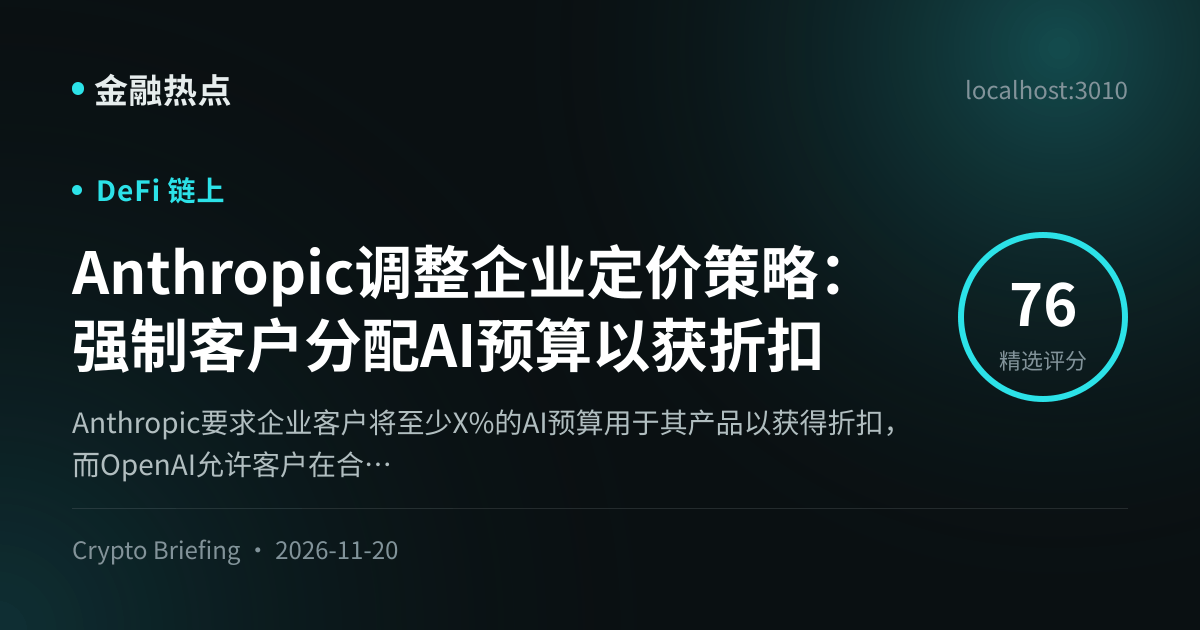 金融热点
localhost:3010
DeFi 链上
Anthropic调整企业定价策略：
强制客户分配AI预算以获折扣
76
精选评分
Anthropic要求企业客户将至少X%的AI预算用于其产品以获得折扣，
而OpenAI允许客户在合…
Crypto Briefing · 2026-11-20